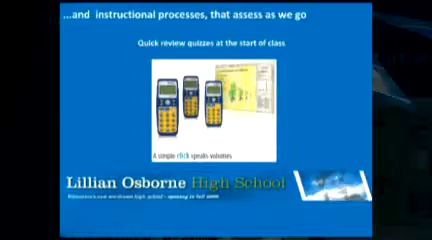 ...and instructional processes, that assess as we go
Quick review quizzes at the start of class
A simple click speaks volumes
Lillian Osborne High School